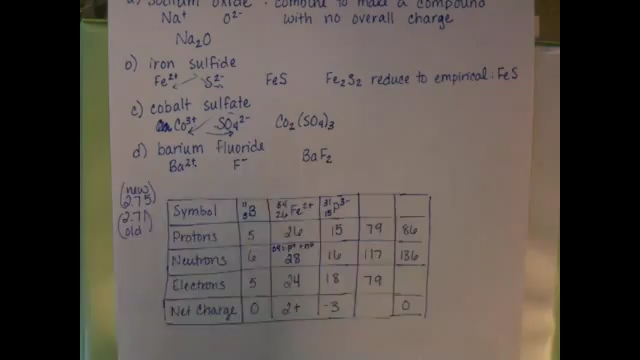 a) sodium oxide : combine to make a compound
Na⁺ O²⁻ with no overall charge
Na₂O
b) iron sulfide
Fe²⁺ S²⁻ FeS Fe₂S₂ reduce to empirical: FeS
c) cobalt sulfate
Co³⁺ SO₄²⁻ Co₂(SO₄)₃
d) barium fluoride
Ba²⁺ F⁻ BaF₂
(new)
2.75
2.71
(old)
Symbol ¹¹₅B ⁵⁴₂₆Fe²⁺ ³¹₁₅P³⁻
Protons 5 26 15 79 86
Neutrons 6 54=p⁺+n° 28 16 117 136
Electrons 5 24 18 79
Net Charge 0 2+ -3 0